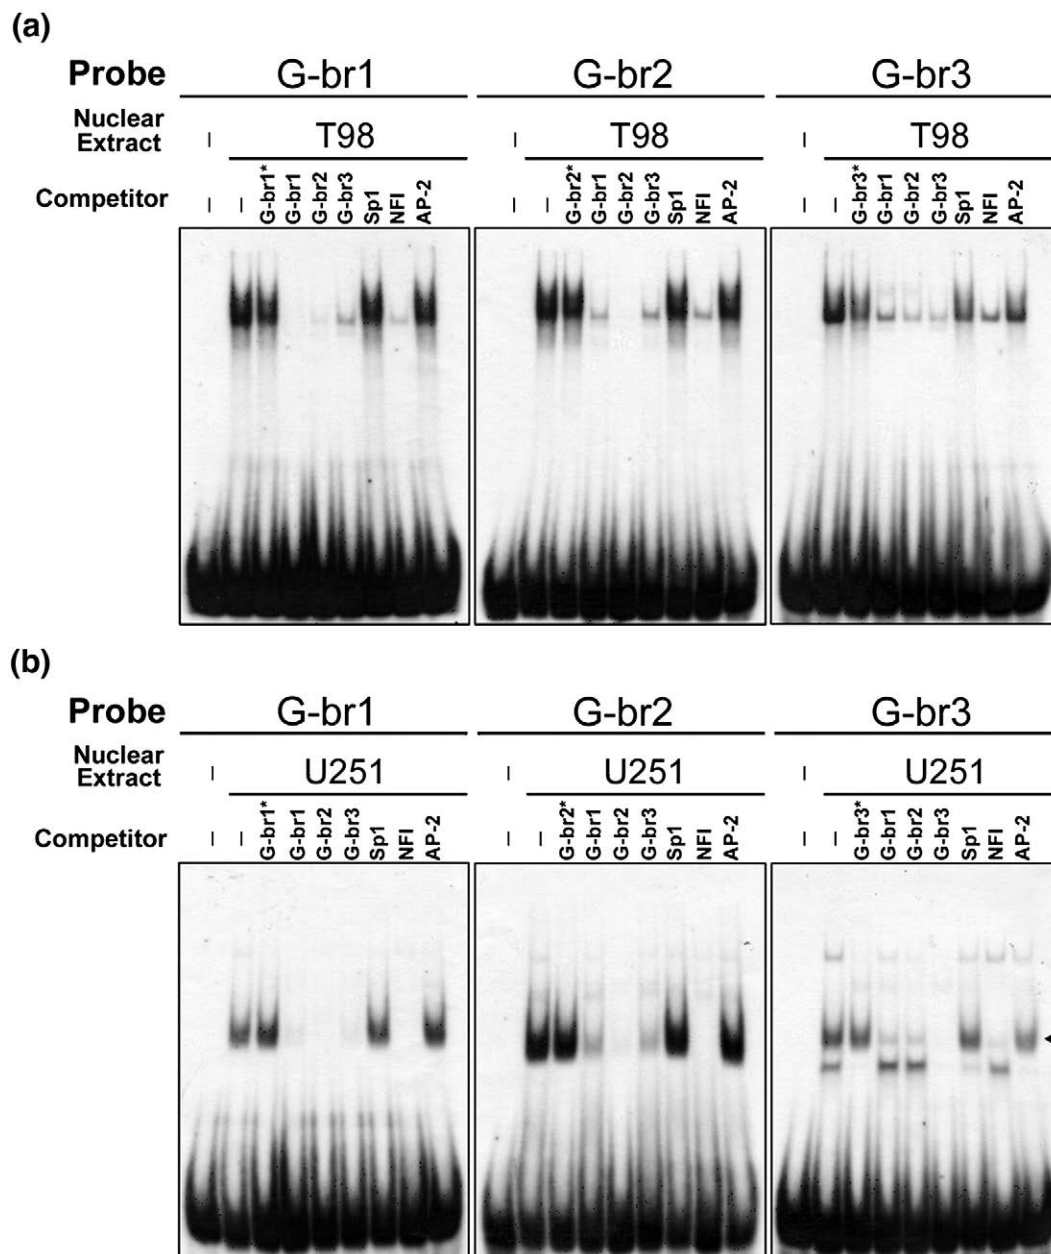 (a)
Probe G-br1 G-br2 G-br3
Nuclear Extract – T98 – T98 – T98
Competitor – – G-br1* G-br1 G-br2 G-br3 Sp1 NFI AP-2 – – G-br2* G-br1 G-br2 G-br3 Sp1 NFI AP-2 – – G-br3* G-br1 G-br2 G-br3 Sp1 NFI AP-2
(b)
Probe G-br1 G-br2 G-br3
Nuclear Extract – U251 – U251 – U251
Competitor – – G-br1* G-br1 G-br2 G-br3 Sp1 NFI AP-2 – – G-br2* G-br1 G-br2 G-br3 Sp1 NFI AP-2 – – G-br3* G-br1 G-br2 G-br3 Sp1 NFI AP-2